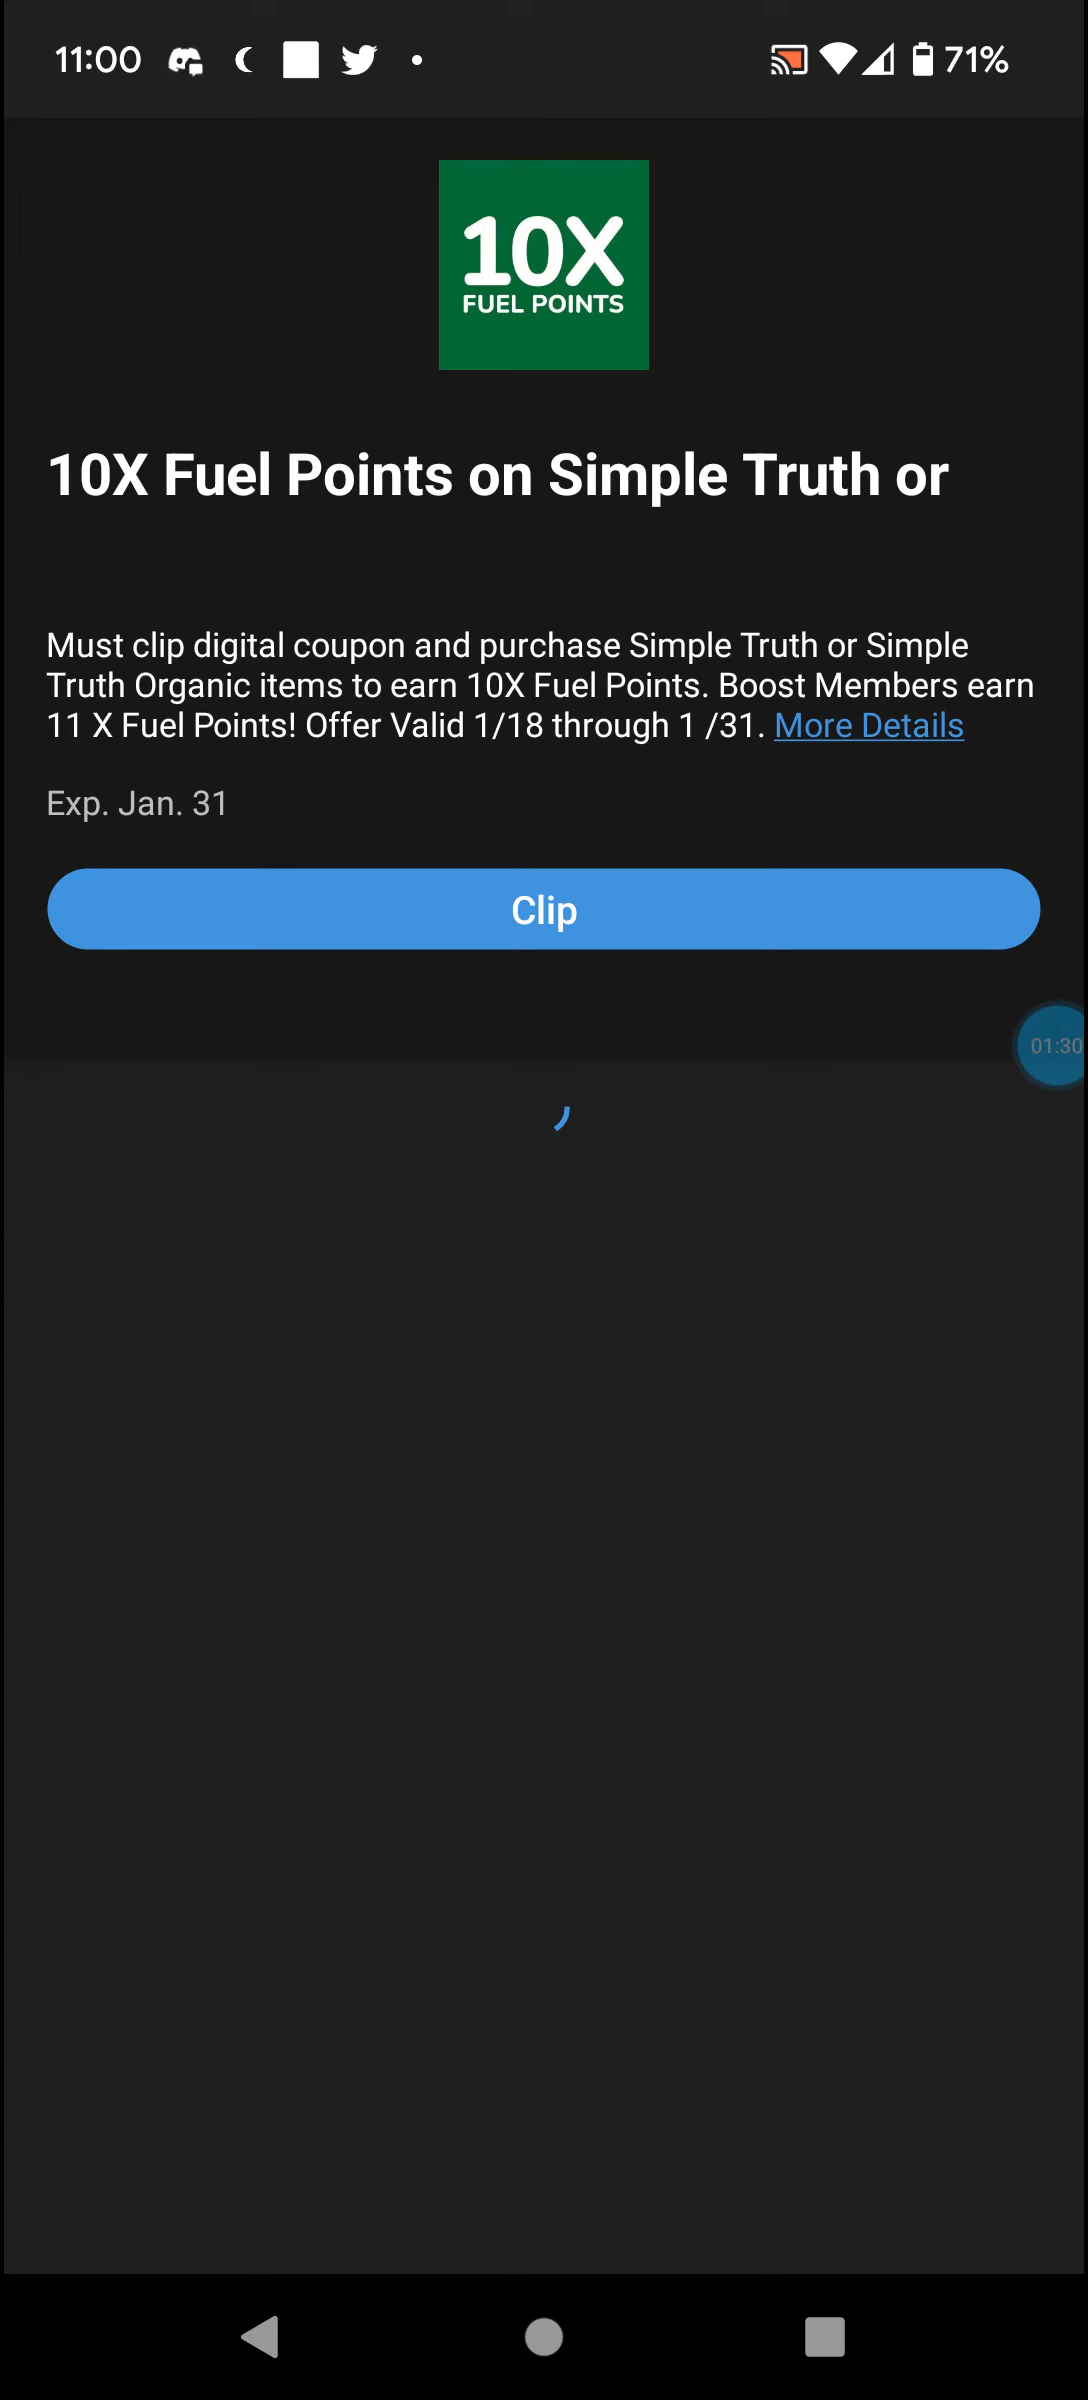 11:00
71%
10X
FUEL POINTS
10X Fuel Points on Simple Truth or
Must clip digital coupon and purchase Simple Truth or Simple
Truth Organic items to earn 10X Fuel Points. Boost Members earn
11 X Fuel Points! Offer Valid 1/18 through 1 /31. More Details
Exp. Jan. 31
Clip
01:30